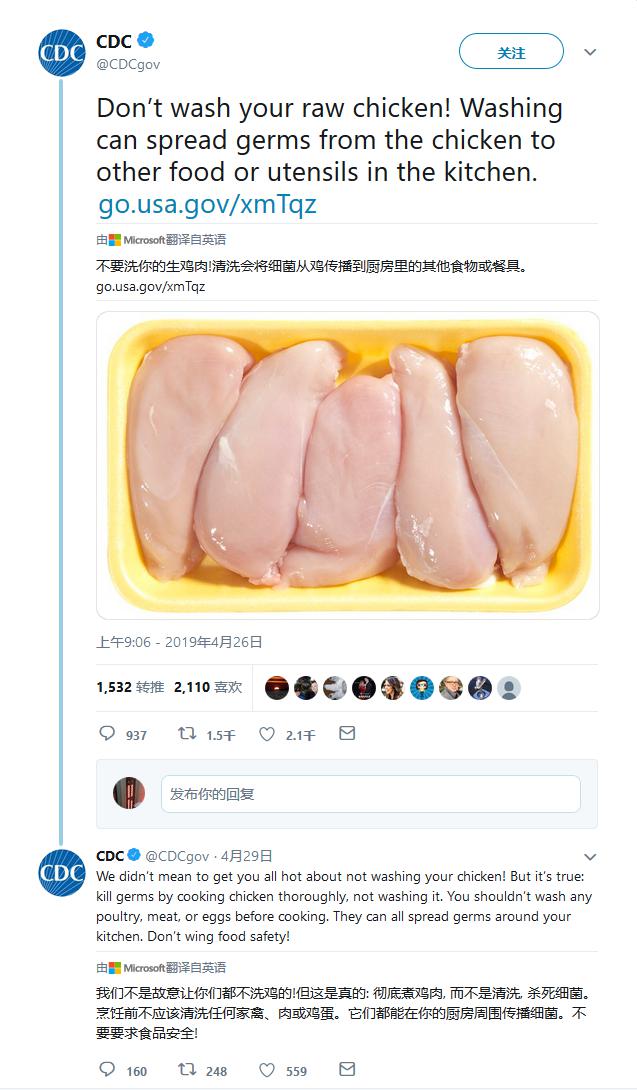 CDC
CDC
关注
@CDCgov
Don’t wash your raw chicken! Washing
can spread germs from the chicken to
other food or utensils in the kitchen.
go.usa.gov/xmTqz
由 Microsoft 翻译自英语
不要洗你的生鸡肉!清洗会将细菌从鸡传播到厨房里的其他食物或餐具。
go.usa.gov/xmTqz
上午9:06 - 2019年4月26日
1,532 转推 2,110 喜欢
937 1.5千 2.1千
发布你的回复
CDC
CDC @CDCgov · 4月29日
We didn’t mean to get you all hot about not washing your chicken! But it’s true:
kill germs by cooking chicken thoroughly, not washing it. You shouldn’t wash any
poultry, meat, or eggs before cooking. They can all spread germs around your
kitchen. Don’t wing food safety!
由 Microsoft 翻译自英语
我们不是故意让你们都不洗鸡的!但这是真的: 彻底煮鸡肉, 而不是清洗, 杀死细菌。
烹饪前不应该清洗任何家禽、肉或鸡蛋。它们都能在你的厨房周围传播细菌。不
要要求食品安全!
160 248 559